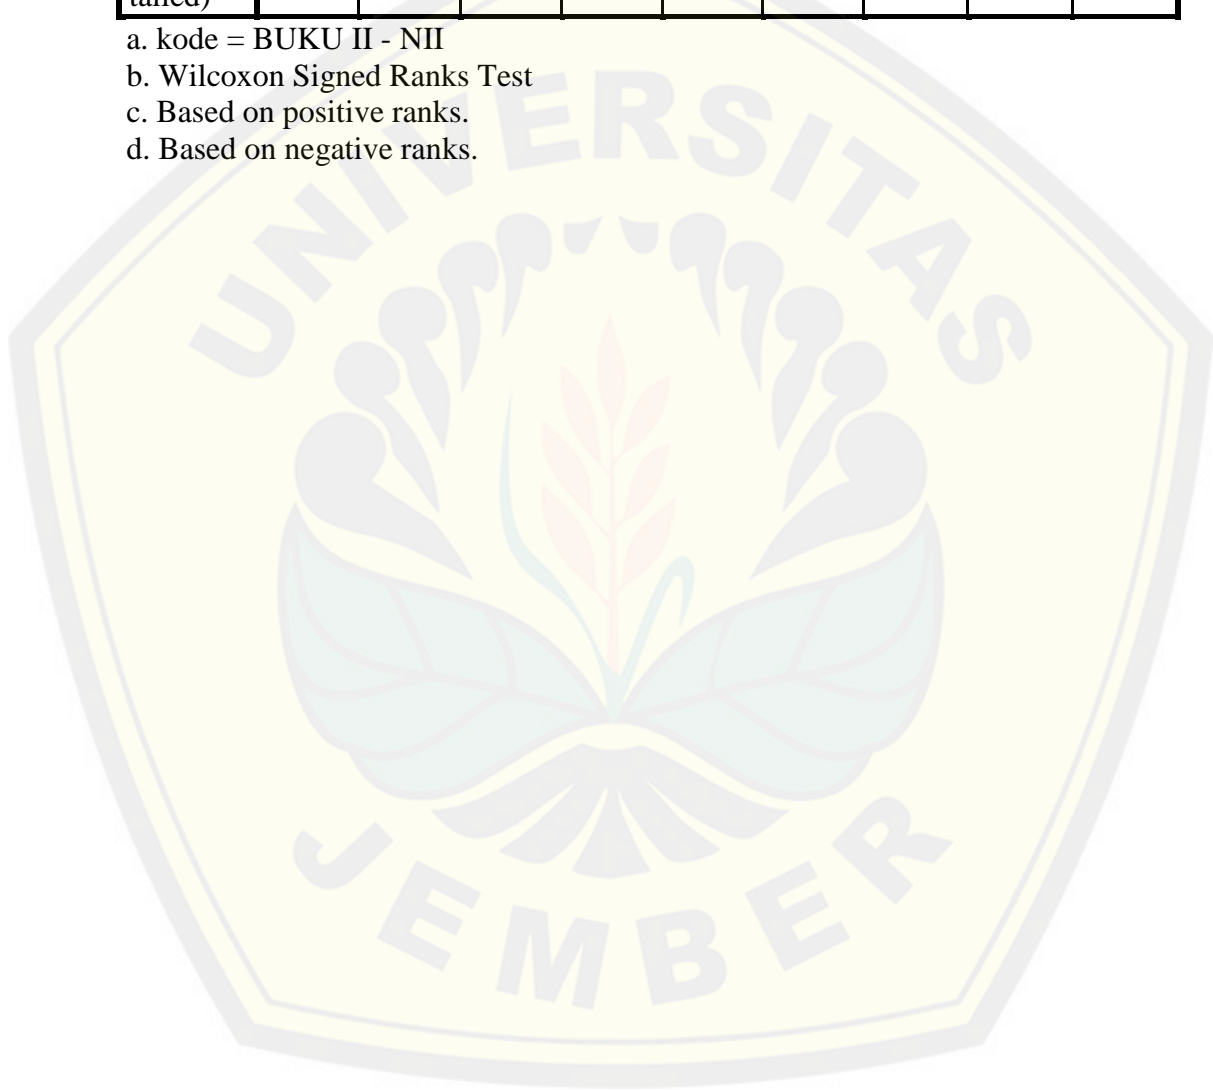 tailed)
a. kode = BUKU II - NII
b. Wilcoxon Signed Ranks Test
c. Based on positive ranks.
d. Based on negative ranks.
UNIVERSITAS
JEMBER